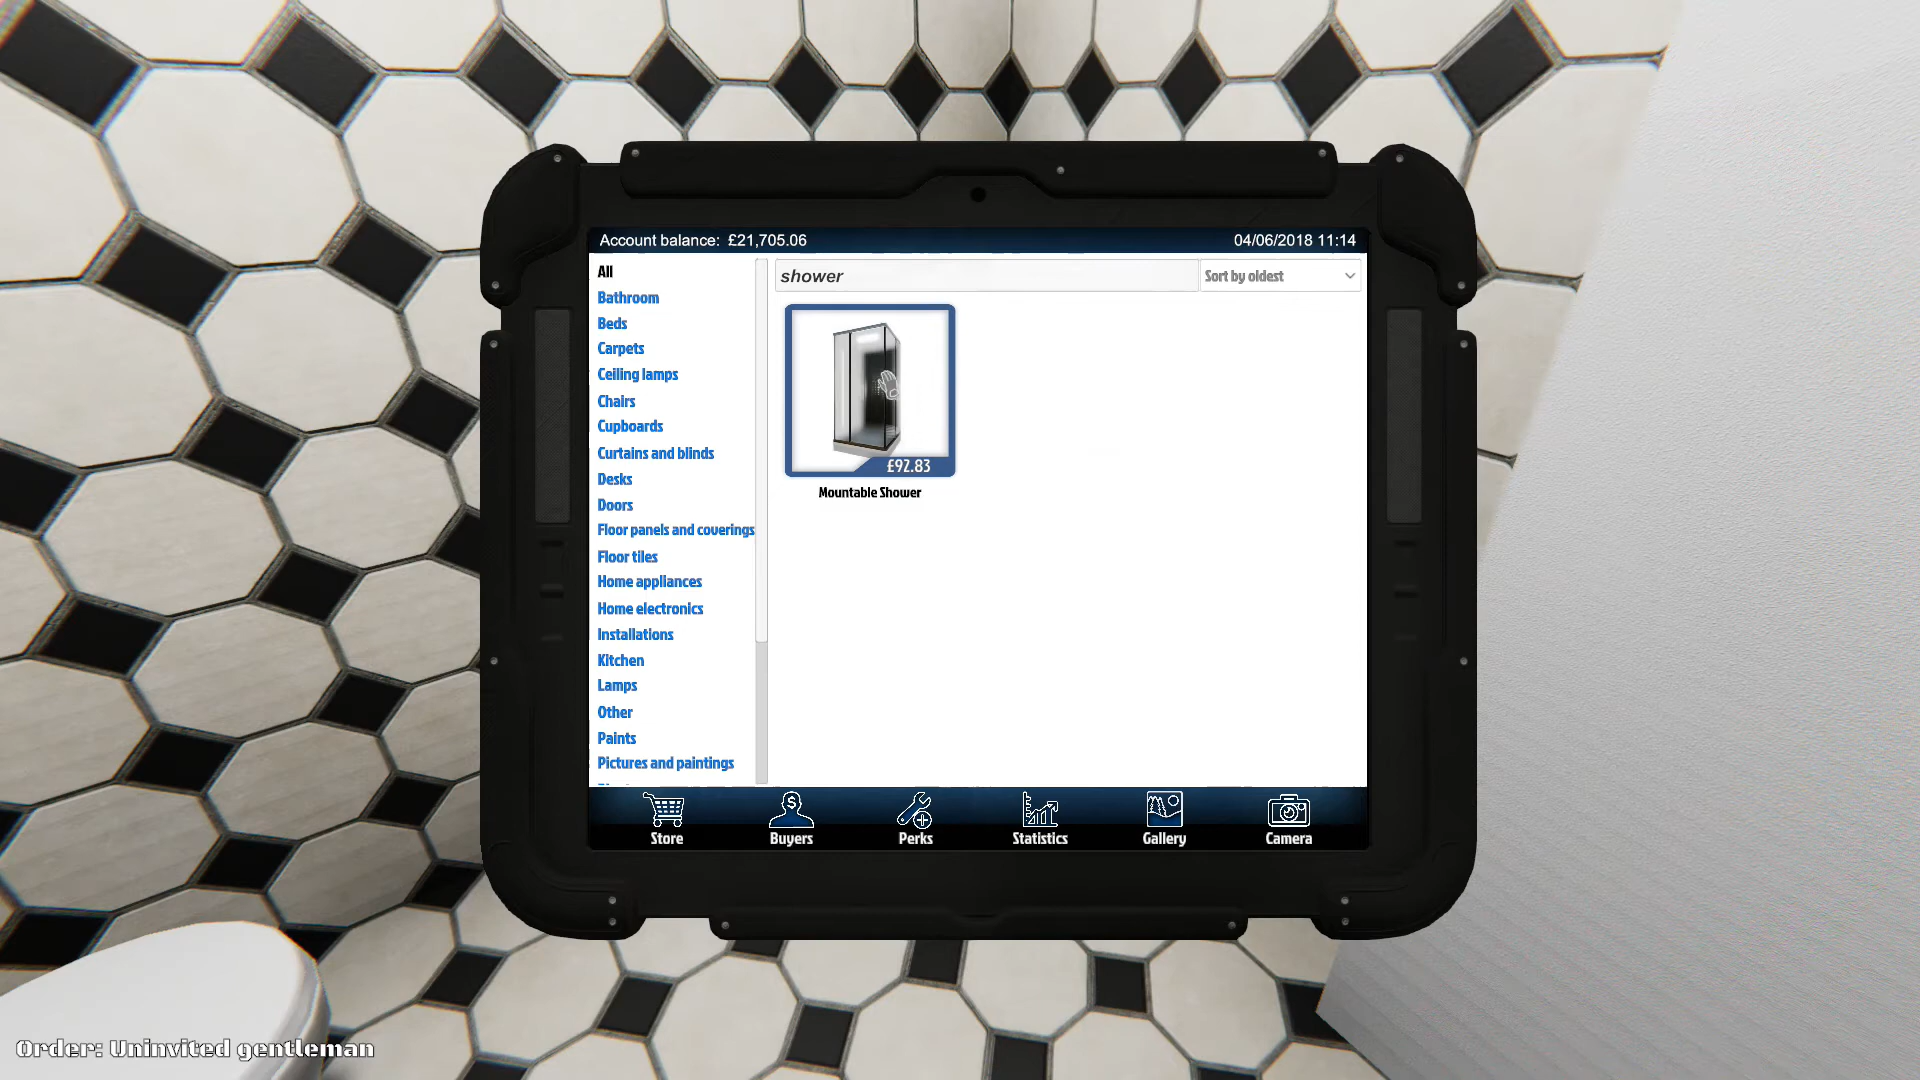 Account balance: £21,705.06
04/06/2018 11:14
All
Bathroom
Beds
Carpets
Ceiling lamps
Chairs
Cupboards
Curtains and blinds
Desks
Doors
Floor panels and coverings
Floor tiles
Home appliances
Home electronics
Installations
Kitchen
Lamps
Other
Paints
Pictures and paintings
shower
Sort by oldest
£92.83
Mountable Shower
Store
Buyers
Perks
Statistics
Gallery
Camera
Order: Uninvited gentleman